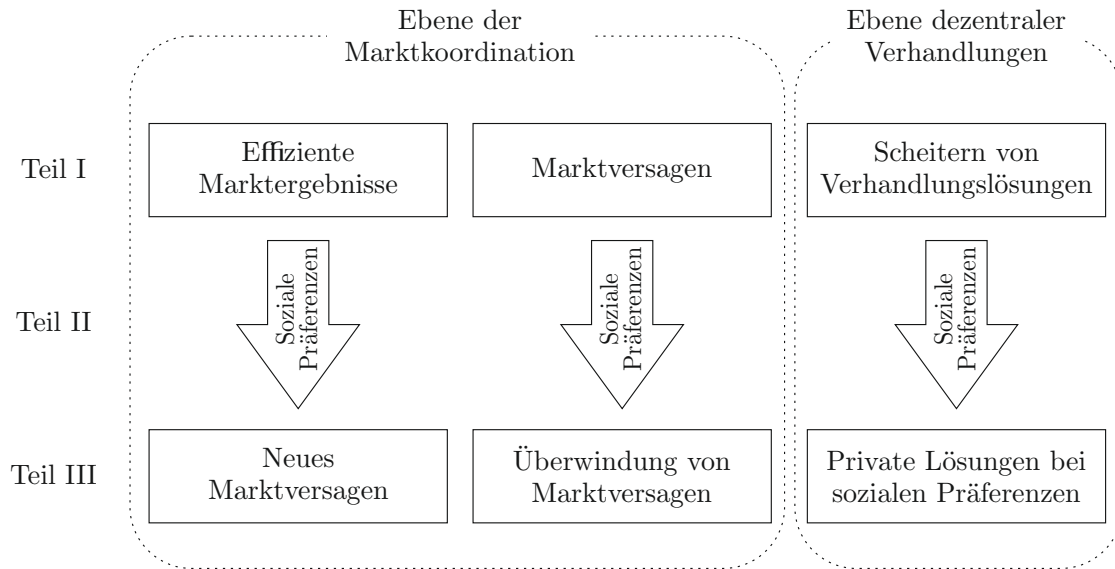 Ebene der
Marktkoordination
Ebene dezentraler
Verhandlungen
Teil I
Effiziente
Marktergebnisse
Marktversagen
Scheitern von
Verhandlungslösungen
Teil II
Soziale
Präferenzen
Soziale
Präferenzen
Soziale
Präferenzen
Teil III
Neues
Marktversagen
Überwindung von
Marktversagen
Private Lösungen bei
sozialen Präferenzen